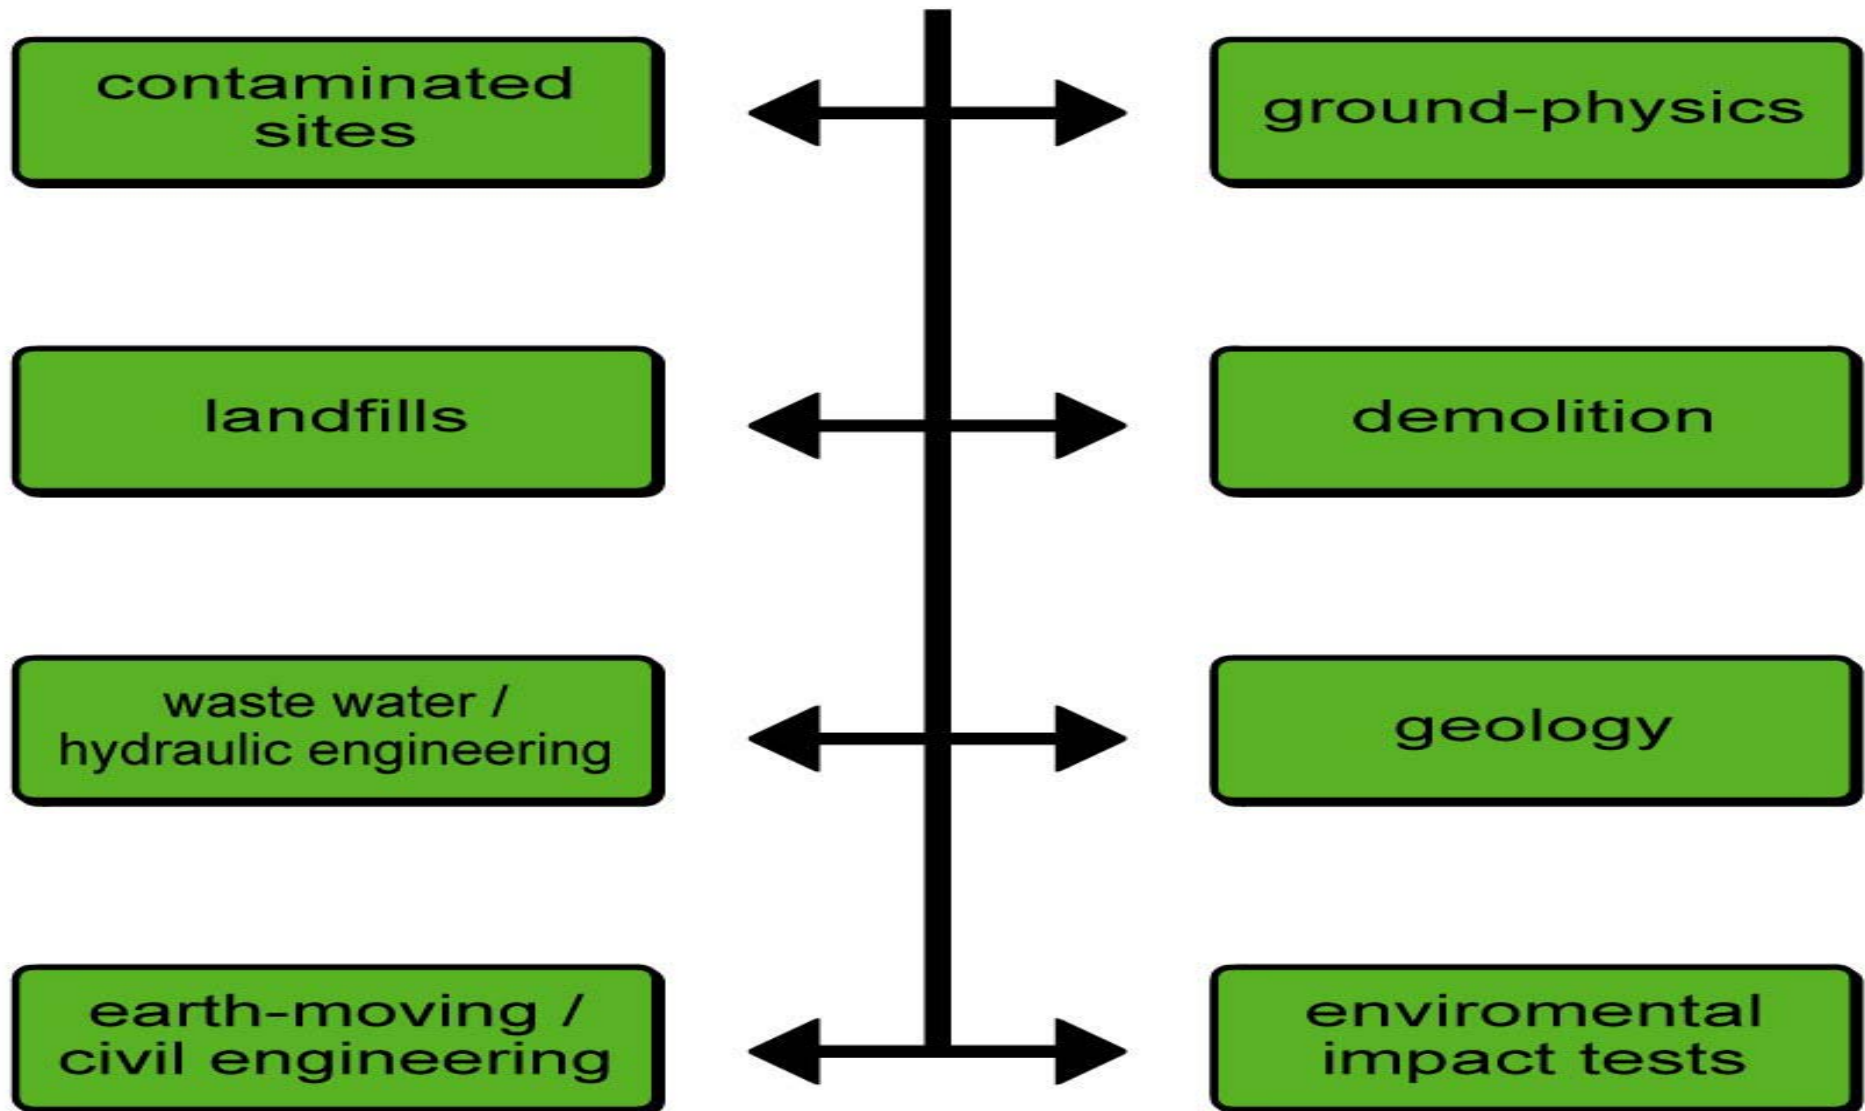 contaminated
sites
ground-physics
landfills
demolition
waste water /
hydraulic engineering
geology
earth-moving /
civil engineering
enviromental
impact tests